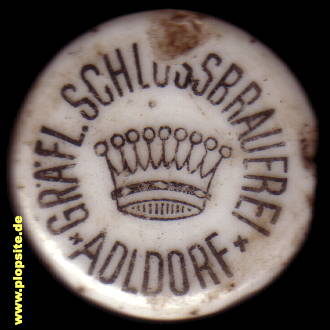 GRÄFL. SCHLOSSBRAUEREI
* ADLDORF *
www.plopsite.de